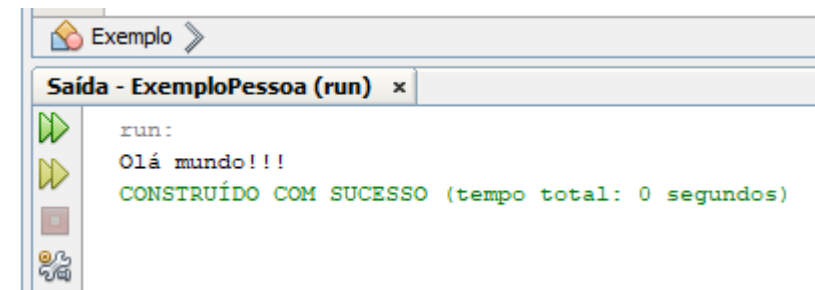 Exemplo
Saída - ExemploPessoa (run) x
run:
Olá mundo!!!
CONSTRUÍDO COM SUCESSO (tempo total: 0 segundos)